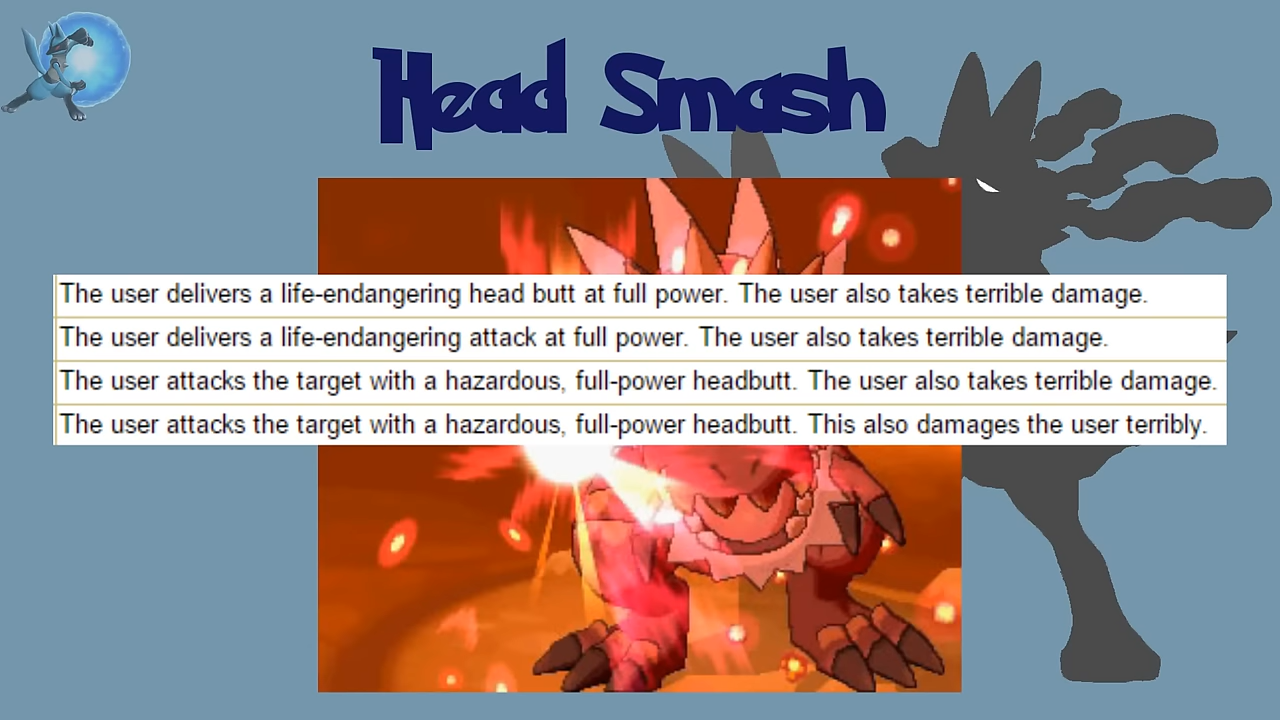 Head Smash
The user delivers a life-endangering head butt at full power. The user also takes terrible damage.
The user delivers a life-endangering attack at full power. The user also takes terrible damage.
The user attacks the target with a hazardous, full-power headbutt. The user also takes terrible damage.
The user attacks the target with a hazardous, full-power headbutt. This also damages the user terribly.